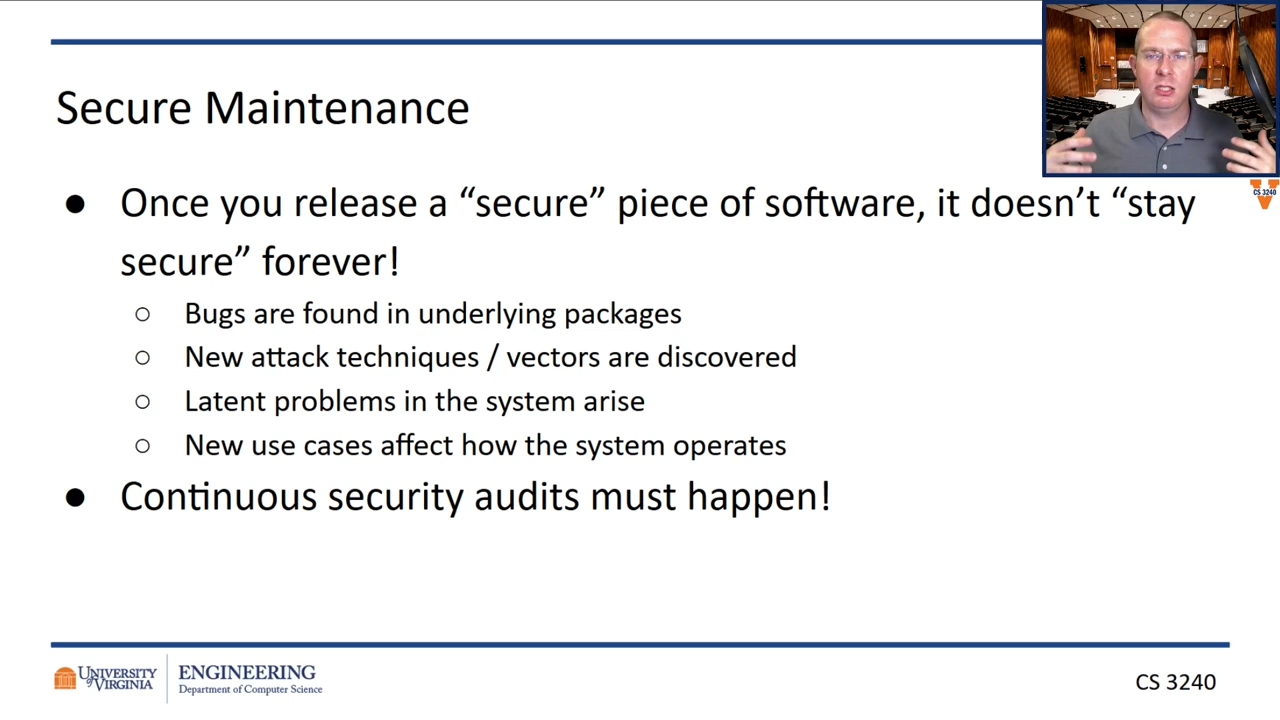 Secure Maintenance
● Once you release a “secure” piece of software, it doesn’t “stay
secure” forever!
○ Bugs are found in underlying packages
○ New attack techniques / vectors are discovered
○ Latent problems in the system arise
○ New use cases affect how the system operates
● Continuous security audits must happen!
CS 3240
UNIVERSITY
of VIRGINIA
ENGINEERING
Department of Computer Science
CS 3240